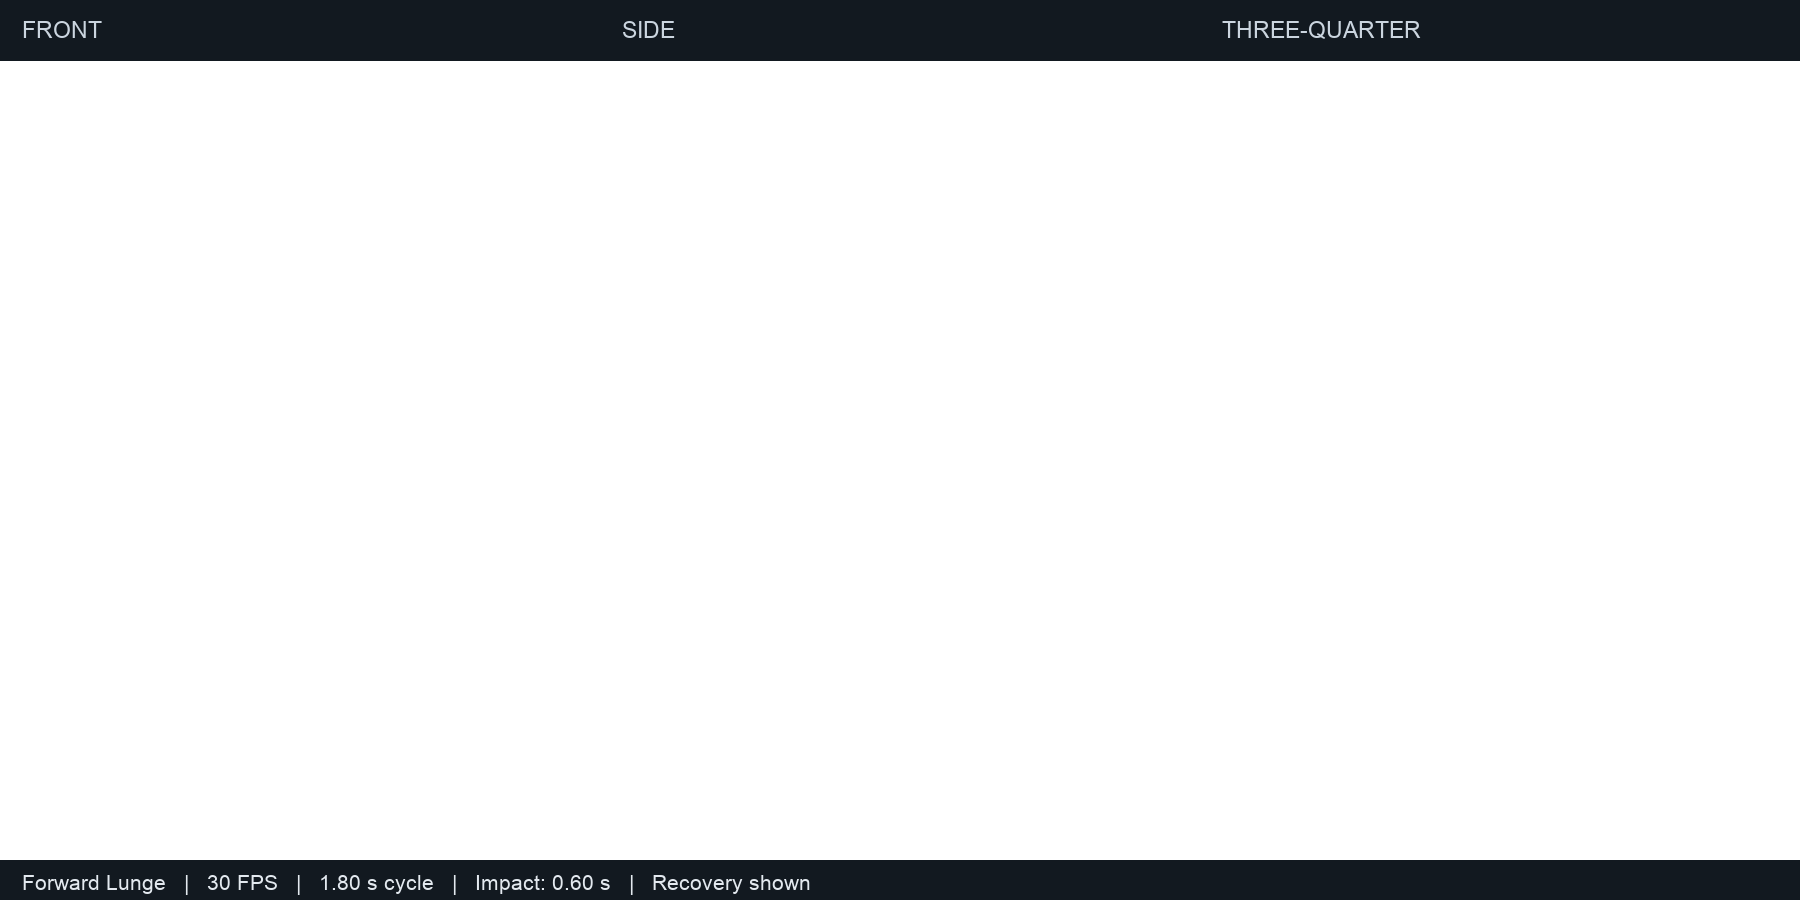 FRONT
SIDE
THREE-QUARTER
Forward Lunge | 30 FPS | 1.80 s cycle | Impact: 0.60 s | Recovery shown